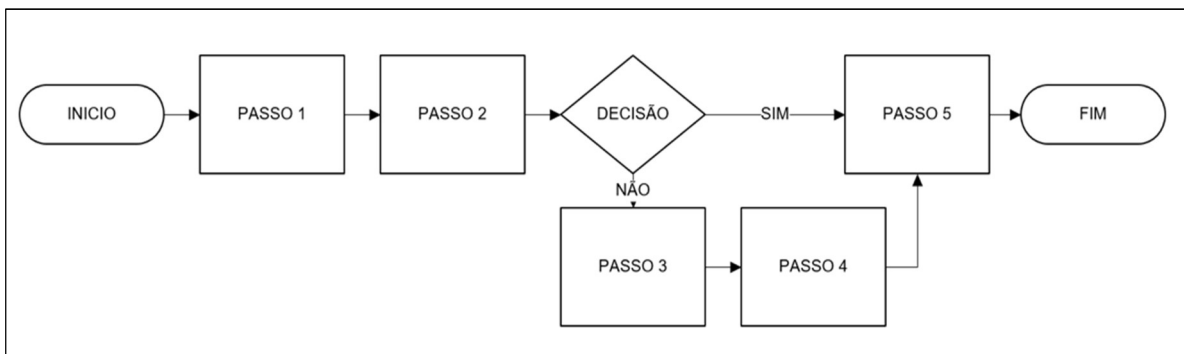 INICIO
PASSO 1
PASSO 2
DECISÃO
SIM
PASSO 5
FIM
NÃO
PASSO 3
PASSO 4